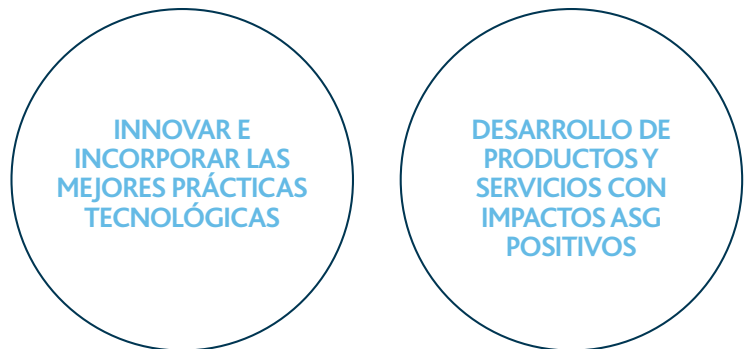 INNOVAR E
INCORPORAR LAS
MEJORES PRÁCTICAS
TECNOLÓGICAS
DESARROLLO DE
PRODUCTOS Y
SERVICIOS CON
IMPACTOS ASG
POSITIVOS